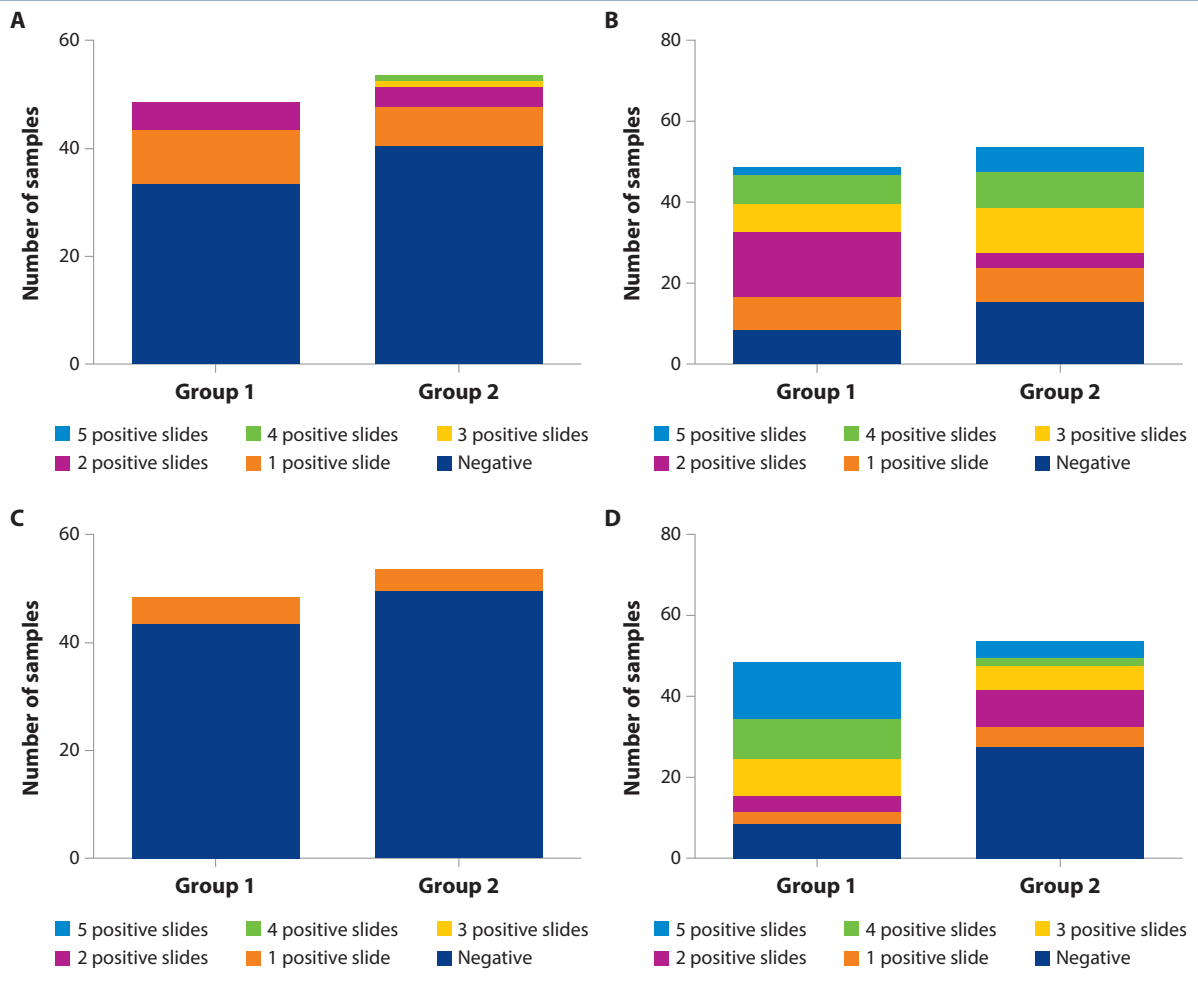 A
60
40
20
0
Number of samples
Group 1 Group 2
5 positive slides 4 positive slides 3 positive slides
2 positive slides 1 positive slide Negative
B
80
60
40
20
0
Number of samples
Group 1 Group 2
5 positive slides 4 positive slides 3 positive slides
2 positive slides 1 positive slide Negative
C
60
40
20
0
Number of samples
Group 1 Group 2
5 positive slides 4 positive slides 3 positive slides
2 positive slides 1 positive slide Negative
D
80
60
40
20
0
Number of samples
Group 1 Group 2
5 positive slides 4 positive slides 3 positive slides
2 positive slides 1 positive slide Negative